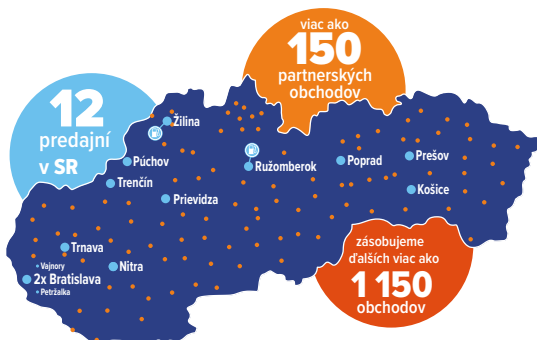 viac ako
150
partnerských
obchodov
12
predajní
v SR
Žilina
Púchov
Ružomberok
Poprad
Prešov
Trenčín
Prievidza
Košice
Trnava
Vajnory
2x Bratislava
Petržalka
Nitra
zásobujeme
ďalších viac ako
1 150
obchodov